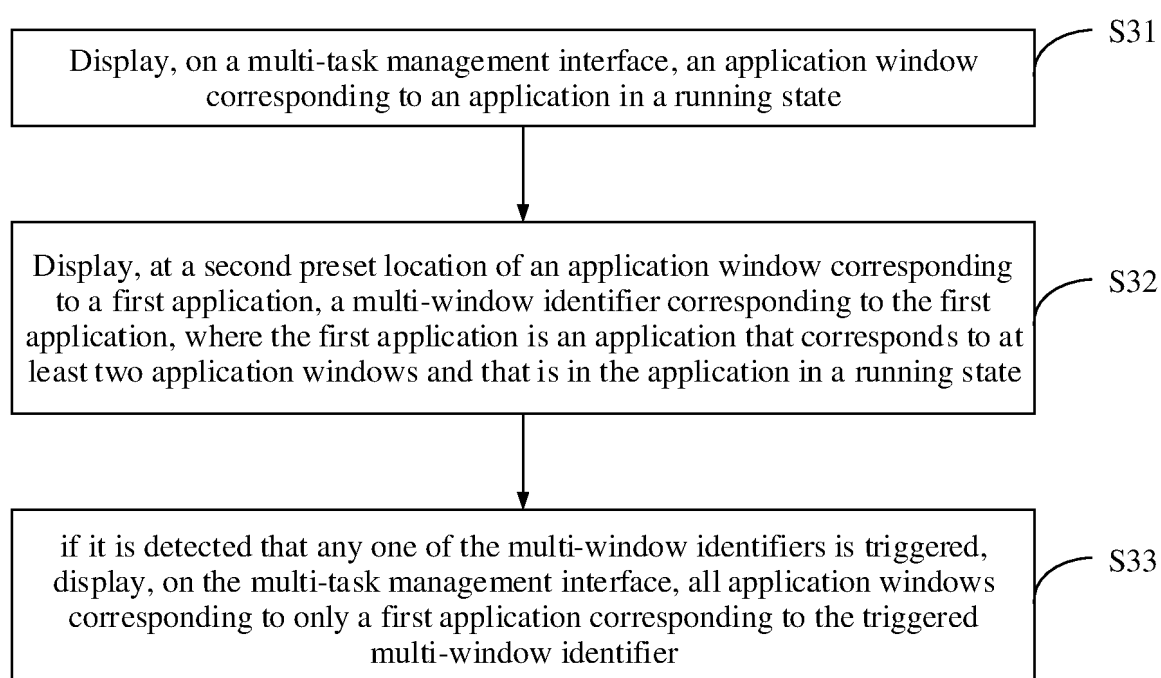 S31
Display, on a multi-task management interface, an application window
corresponding to an application in a running state
S32
Display, at a second preset location of an application window corresponding
to a first application, a multi-window identifier corresponding to the first
application, where the first application is an application that corresponds to at
least two application windows and that is in the application in a running state
S33
if it is detected that any one of the multi-window identifiers is triggered,
display, on the multi-task management interface, all application windows
corresponding to only a first application corresponding to the triggered
multi-window identifier